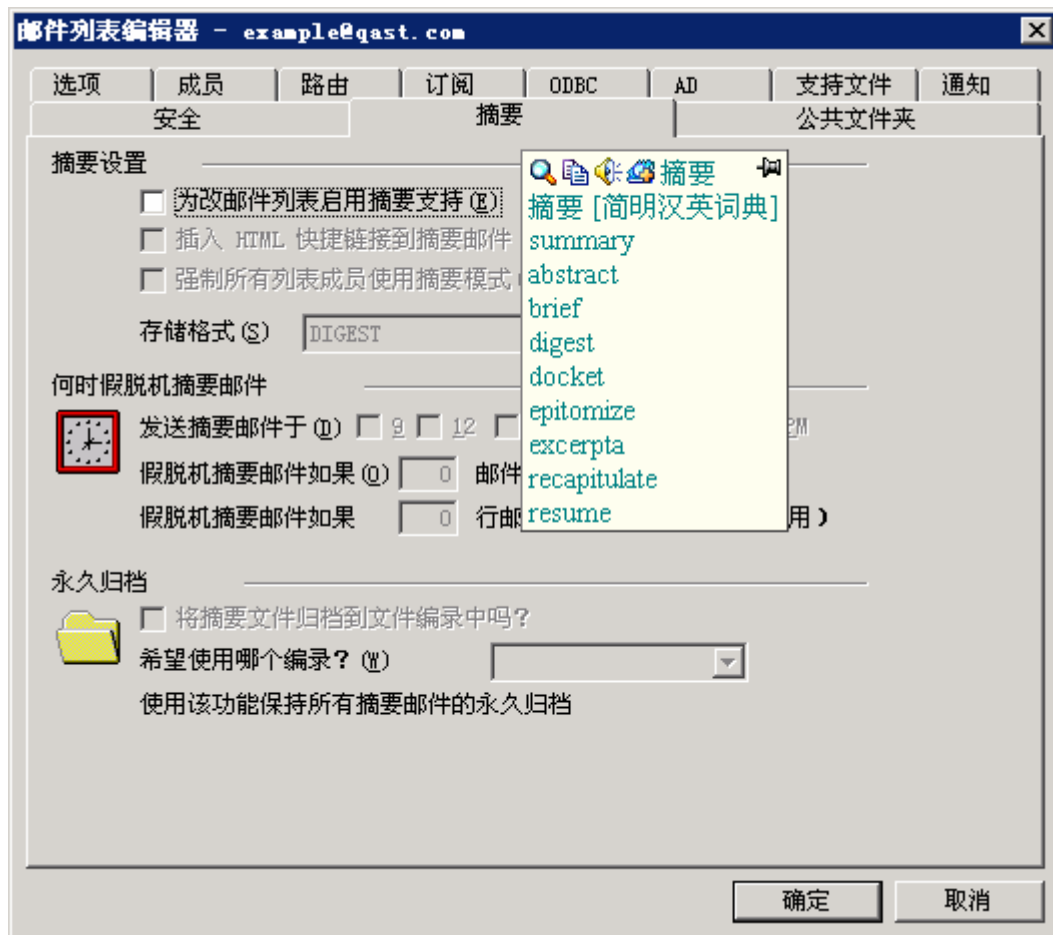 邮件列表编辑器 - example@qast.com
选项 成员 路由 订阅 ODBC AD 支持文件 通知
安全 摘要 公共文件夹
摘要设置
为改邮件列表启用摘要支持(E)
插入 HTML 快捷链接到摘要邮件
强制所有列表成员使用摘要模式
存储格式(S) DIGEST
摘要
摘要 [简明汉英词典]
summary
abstract
brief
digest
docket
epitomize
excerpta
recapitulate
resume
何时假脱机摘要邮件
发送摘要邮件于(D) 9 12 PM
假脱机摘要邮件如果(O) 0 邮件
假脱机摘要邮件如果 0 行邮 用)
永久归档
将摘要文件归档到文件编录中吗?
希望使用哪个编录?(W)
使用该功能保持所有摘要邮件的永久归档
确定 取消